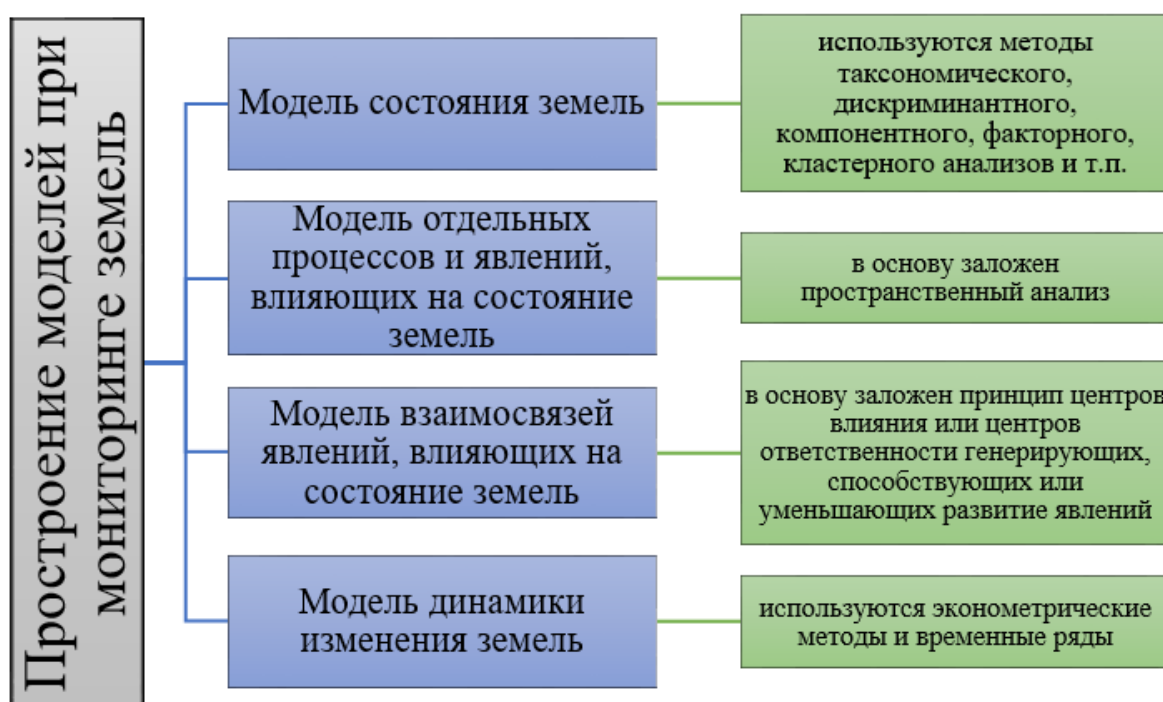 Простроение моделей при
мониторинге земель
Модель состояния земель
используются методы
таксономического,
дискриминантного,
компонентного, факторного,
кластерного анализов и т.п.
Модель отдельных
процессов и явлений,
влияющих на состояние
земель
в основу заложен
пространственный анализ
Модель взаимосвязей
явлений, влияющих на
состояние земель
в основу заложен принцип центров
влияния или центров
ответственности генерирующих,
способствующих или
уменьшающих развитие явлений
Модель динамики
изменения земель
используются эконометрические
методы и временные ряды